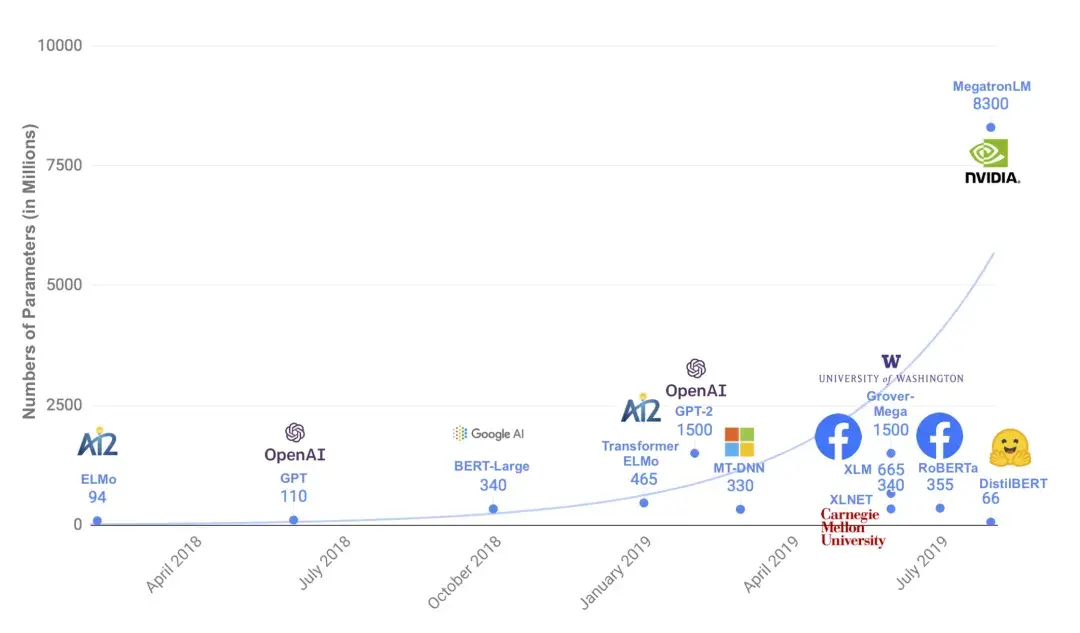 10000
7500
5000
2500
0
Numbers of Parameters (in Millions)
April 2018
July 2018
October 2018
January 2019
April 2019
July 2019
AI2
ELMo
94
OpenAI
GPT
110
Google AI
BERT-Large
340
AI2
Transformer
ELMo
465
OpenAI
GPT-2
1500
MT-DNN
330
W
UNIVERSITY of WASHINGTON
Grover-
Mega
1500
XLM 665
340
XLNET
Carnegie
Mellon
University
RoBERTa
355
MegatronLM
8300
NVIDIA.
DistilBERT
66